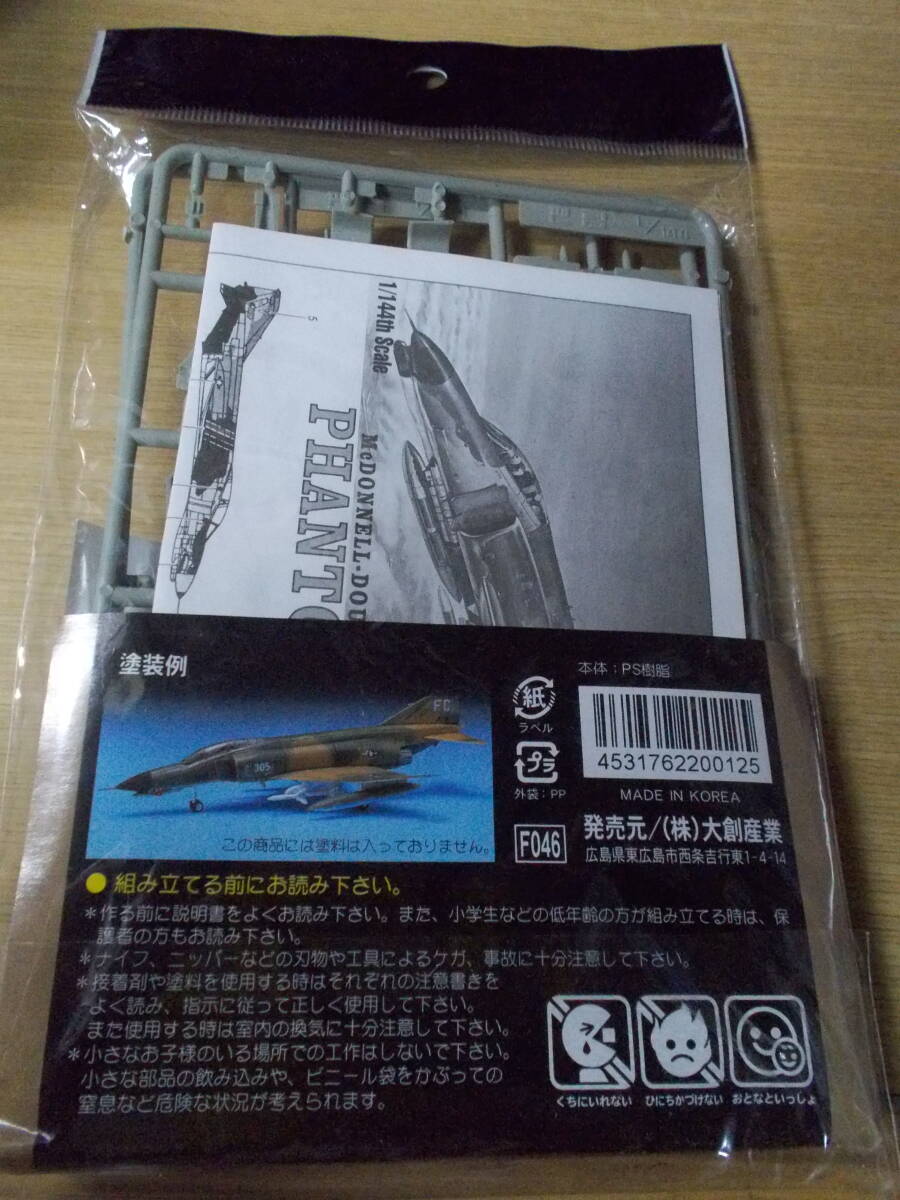 1/144th Scale
McDONNELL-DOU
PHANTO
5
塗装例
FC
305
この商品には塗料は入っておりません。
紙
ラベル
プラ
外袋：PP
本体：PS樹脂
4531762200125
MADE IN KOREA
F046
発売元／(株)大創産業
広島県東広島市西条吉行東1-4-14
● 組み立てる前にお読み下さい。
＊作る前に説明書をよくお読み下さい。また、小学生などの低年齢の方が組み立てる時は、保
護者の方もお読み下さい。
＊ナイフ、ニッパーなどの刃物や工具によるケガ、事故に十分注意して下さい。
＊接着剤や塗料を使用する時はそれぞれの注意書きを
よく読み、指示に従って正しく使用して下さい。
また使用する時は室内の換気に十分注意して下さい。
＊小さなお子様のいる場所での工作はしないで下さい。
小さな部品の飲み込みや、ビニール袋をかぶっての
窒息など危険な状況が考えられます。
くちにいれない
ひにちかづけない
おとなといっしょ